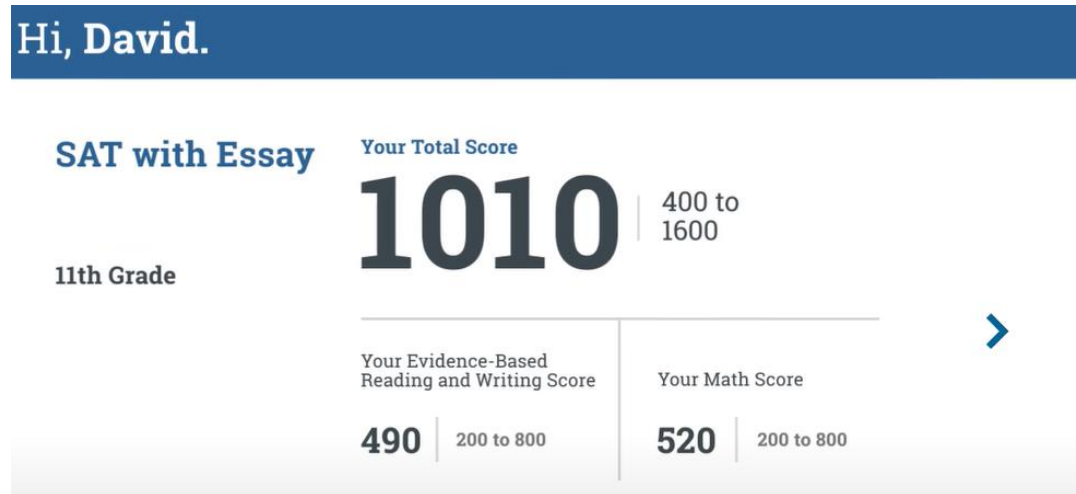 Hi, David.
SAT with Essay
11th Grade
Your Total Score
1010
400 to
1600
Your Evidence-Based
Reading and Writing Score
490
200 to 800
Your Math Score
520
200 to 800